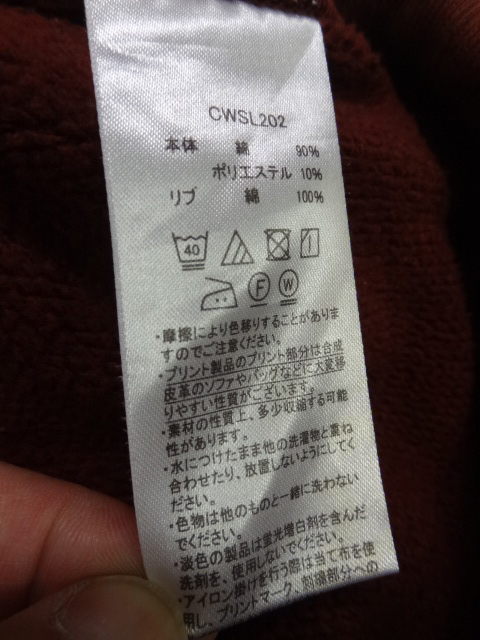 CWSL202
本体 綿 90%
ポリエステル 10%
リブ 綿 100%
40
F W
・摩擦により色移りすることがありま
すのでご注意ください。
・プリント製品のプリント部分は合成
皮革のソファやバッグなどに大変移
りやすい性質がございます。
・素材の性質上、多少収縮する可能
性があります。
・水につけたまま他の洗濯物と重ね
合わせたり、放置しないようにしてく
ださい。
・色物は他のものと一緒に洗わない
でください。
・淡色の製品は蛍光増白剤を含んだ
洗剤を、使用しないでください。
・アイロン掛けを行う際は当て布を使
用し、プリントマーク、刺繍部分への